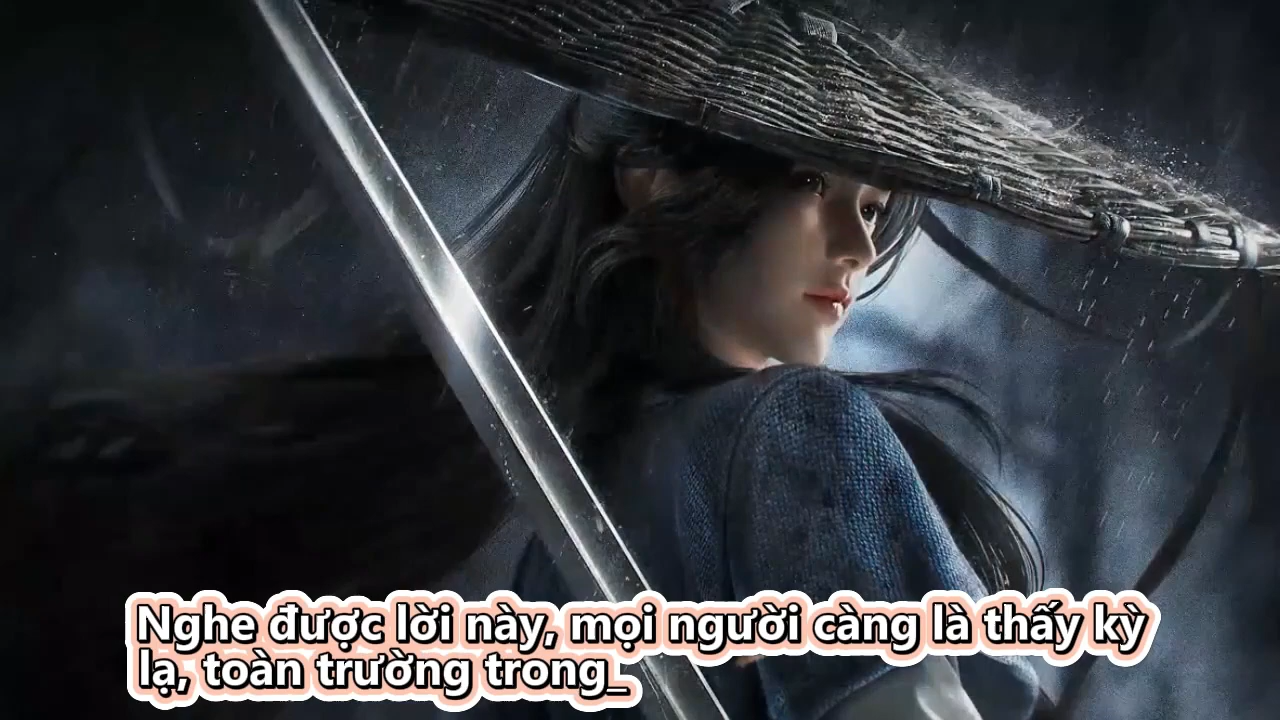 Nghe được lời này, mọi người càng là thấy kỳ
lạ, toàn trường trong_